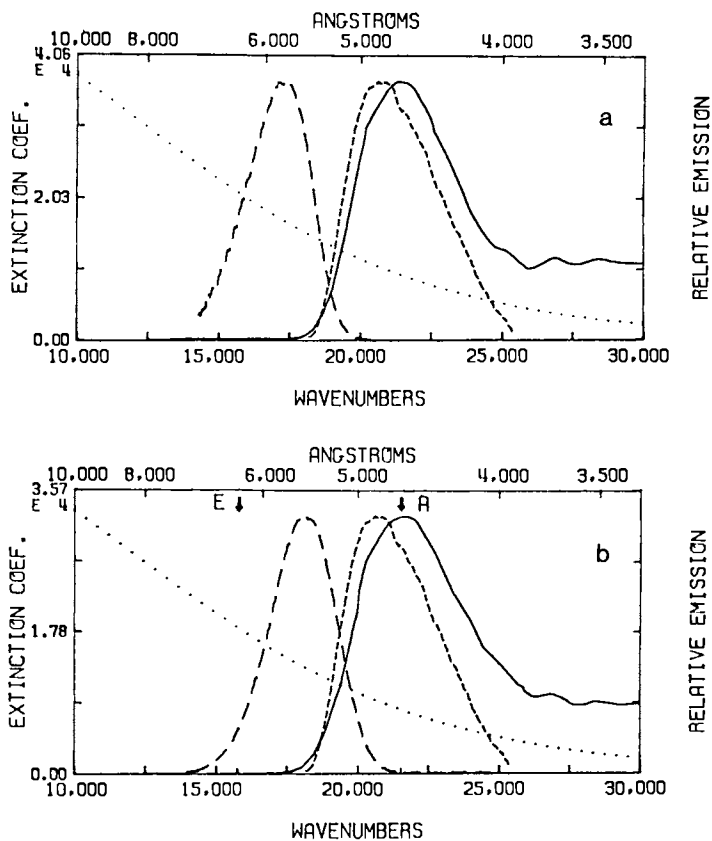 ANGSTROMS
10,000 8,000 6,000 5,000 4,000 3,500
4.06
E 4
a
EXTINCTION COEF.
2.03
RELATIVE EMISSION
0.00
10,000 15,000 20,000 25,000 30,000
WAVENUMBERS
ANGSTROMS
10,000 8,000 6,000 5,000 4,000 3,500
3.57
E 4
E A
b
EXTINCTION COEF.
1.78
RELATIVE EMISSION
0.00
10,000 15,000 20,000 25,000 30,000
WAVENUMBERS